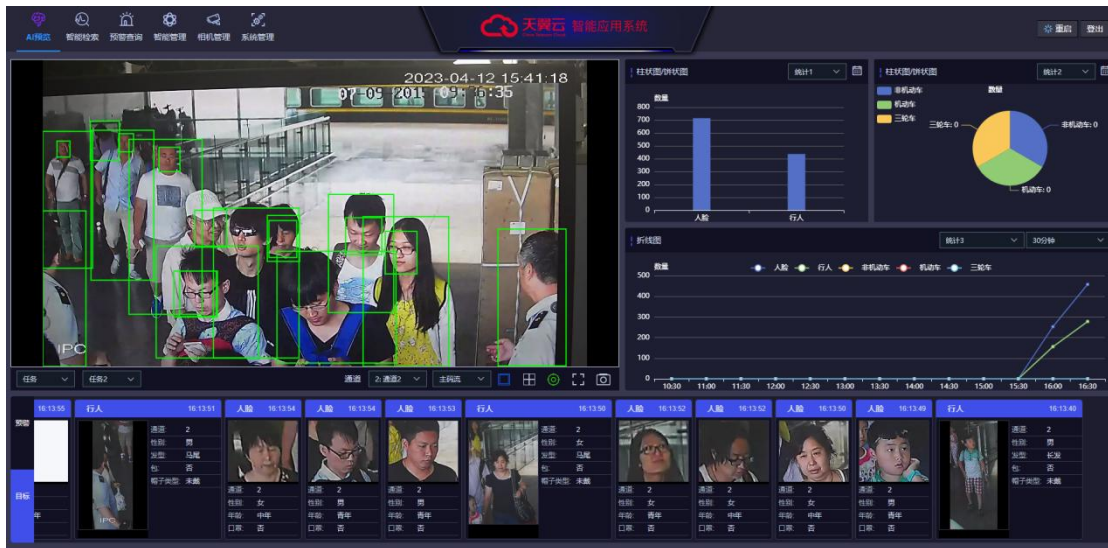 AI预览 智能检索 预警查询 智能管理 相机管理 系统管理
天翼云 智能应用系统
重启 登出
2023-04-12 15:41:18
IPC
柱状图/饼状图 统计1
数量
800
700
600
500
400
300
200
100
0
人脸 行人
柱状图/饼状图 统计2
非机动车
机动车
三轮车
数量
三轮车: 0
非机动车: 0
机动车: 0
折线图 统计3 30分钟
数量
人脸 行人 非机动车 机动车 三轮车
500
400
300
200
100
0
10:30 11:00 11:30 12:00 12:30 13:00 13:30 14:00 14:30 15:00 15:30 16:00 16:30
任务 任务2 通道 2: 通道2 主码流
预警
目标
16:13:55
年
行人 16:13:51
通道: 2
性别: 男
发型: 马尾
包: 否
帽子类型: 未戴
IPC
人脸 16:13:54
通道: 2
性别: 女
年龄: 中年
口罩: 否
人脸 16:13:54
通道: 2
性别: 男
年龄: 青年
口罩: 否
人脸 16:13:53
通道: 2
性别: 男
年龄: 青年
口罩: 否
行人 16:13:50
通道: 2
性别: 女
发型: 马尾
包: 否
帽子类型: 未戴
人脸 16:13:52
通道: 2
性别: 女
年龄: 青年
口罩: 否
人脸 16:13:52
通道: 2
性别: 女
年龄: 中年
口罩: 否
人脸 16:13:50
通道: 2
性别: 女
年龄: 中年
口罩: 否
人脸 16:13:49
通道: 2
性别: 男
年龄: 青年
口罩: 否
行人 16:13:40
通道: 2
性别: 男
发型: 长发
包: 否
帽子类型: 未戴